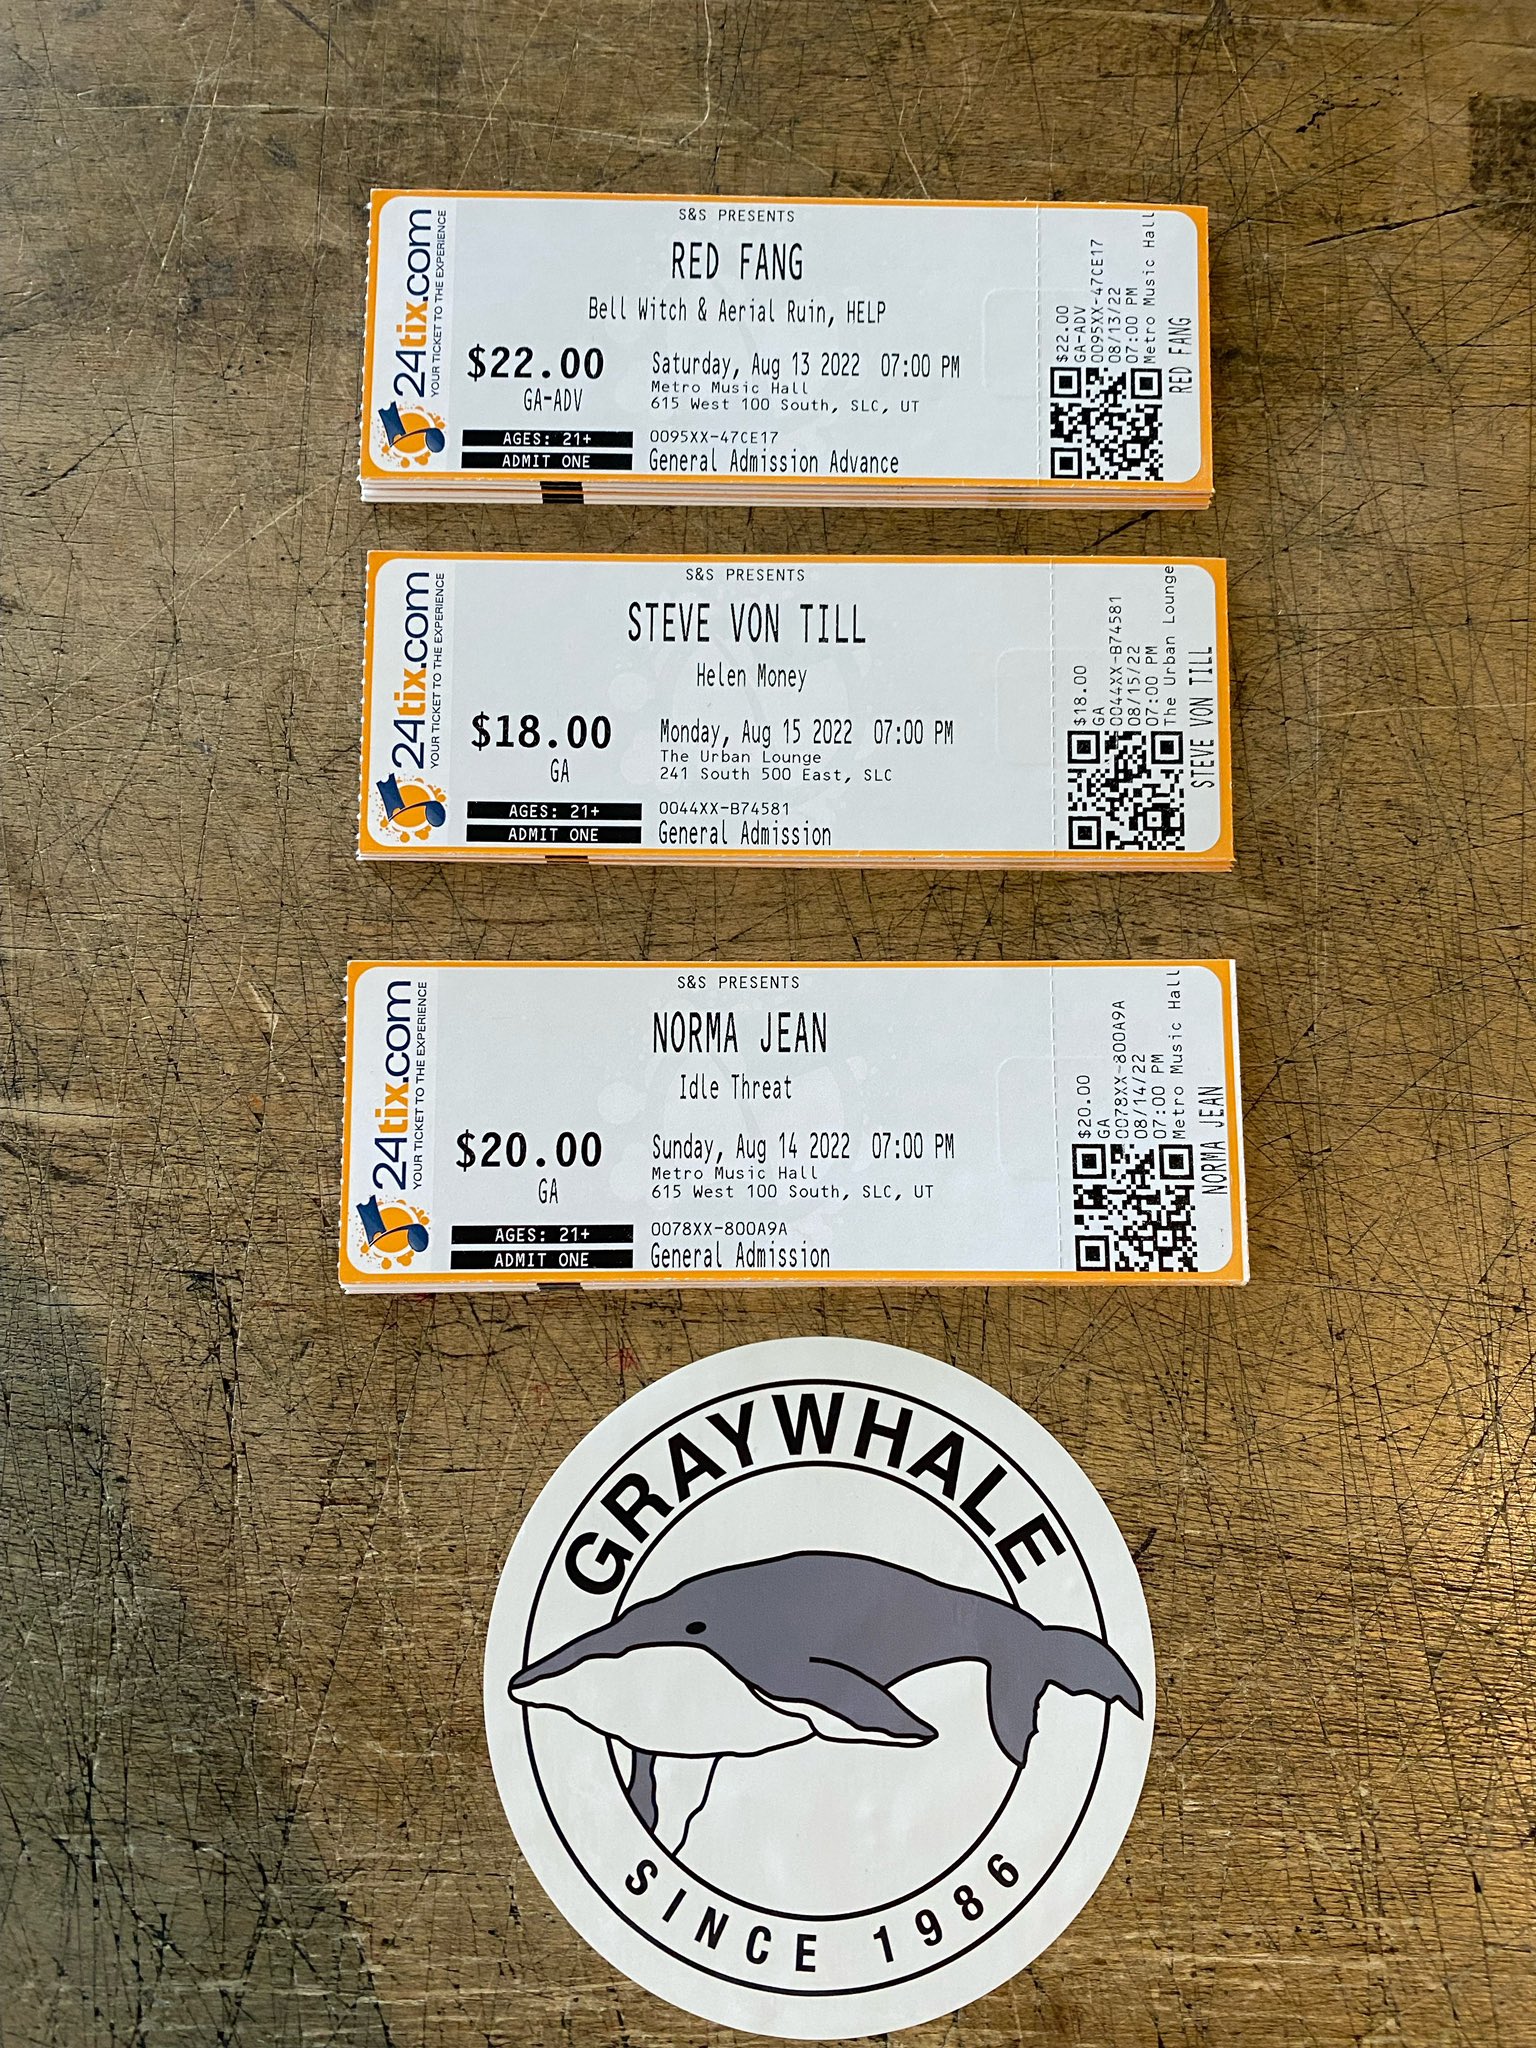 24tix.com
YOUR TICKET TO THE EXPERIENCE
S&S PRESENTS
RED FANG
Bell Witch & Aerial Ruin, HELP
$22.00
GA-ADV
Saturday, Aug 13 2022 07:00 PM
Metro Music Hall
615 West 100 South, SLC, UT
AGES: 21+
ADMIT ONE
0095XX-47CE17
General Admission Advance
$22.00
GA-ADV
0095XX-47CE17
08/13/22
07:00 PM
Metro Music Hall
RED FANG
24tix.com
YOUR TICKET TO THE EXPERIENCE
S&S PRESENTS
STEVE VON TILL
Helen Money
$18.00
GA
Monday, Aug 15 2022 07:00 PM
The Urban Lounge
241 South 500 East, SLC
AGES: 21+
ADMIT ONE
0044XX-B74581
General Admission
$18.00
GA
0044XX-B74581
08/15/22
07:00 PM
The Urban Lounge
STEVE VON TILL
24tix.com
YOUR TICKET TO THE EXPERIENCE
S&S PRESENTS
NORMA JEAN
Idle Threat
$20.00
GA
Sunday, Aug 14 2022 07:00 PM
Metro Music Hall
615 West 100 South, SLC, UT
AGES: 21+
ADMIT ONE
0078XX-800A9A
General Admission
$20.00
GA
0078XX-800A9A
08/14/22
07:00 PM
Metro Music Hall
NORMA JEAN
GRAYWHALE
SINCE 1986